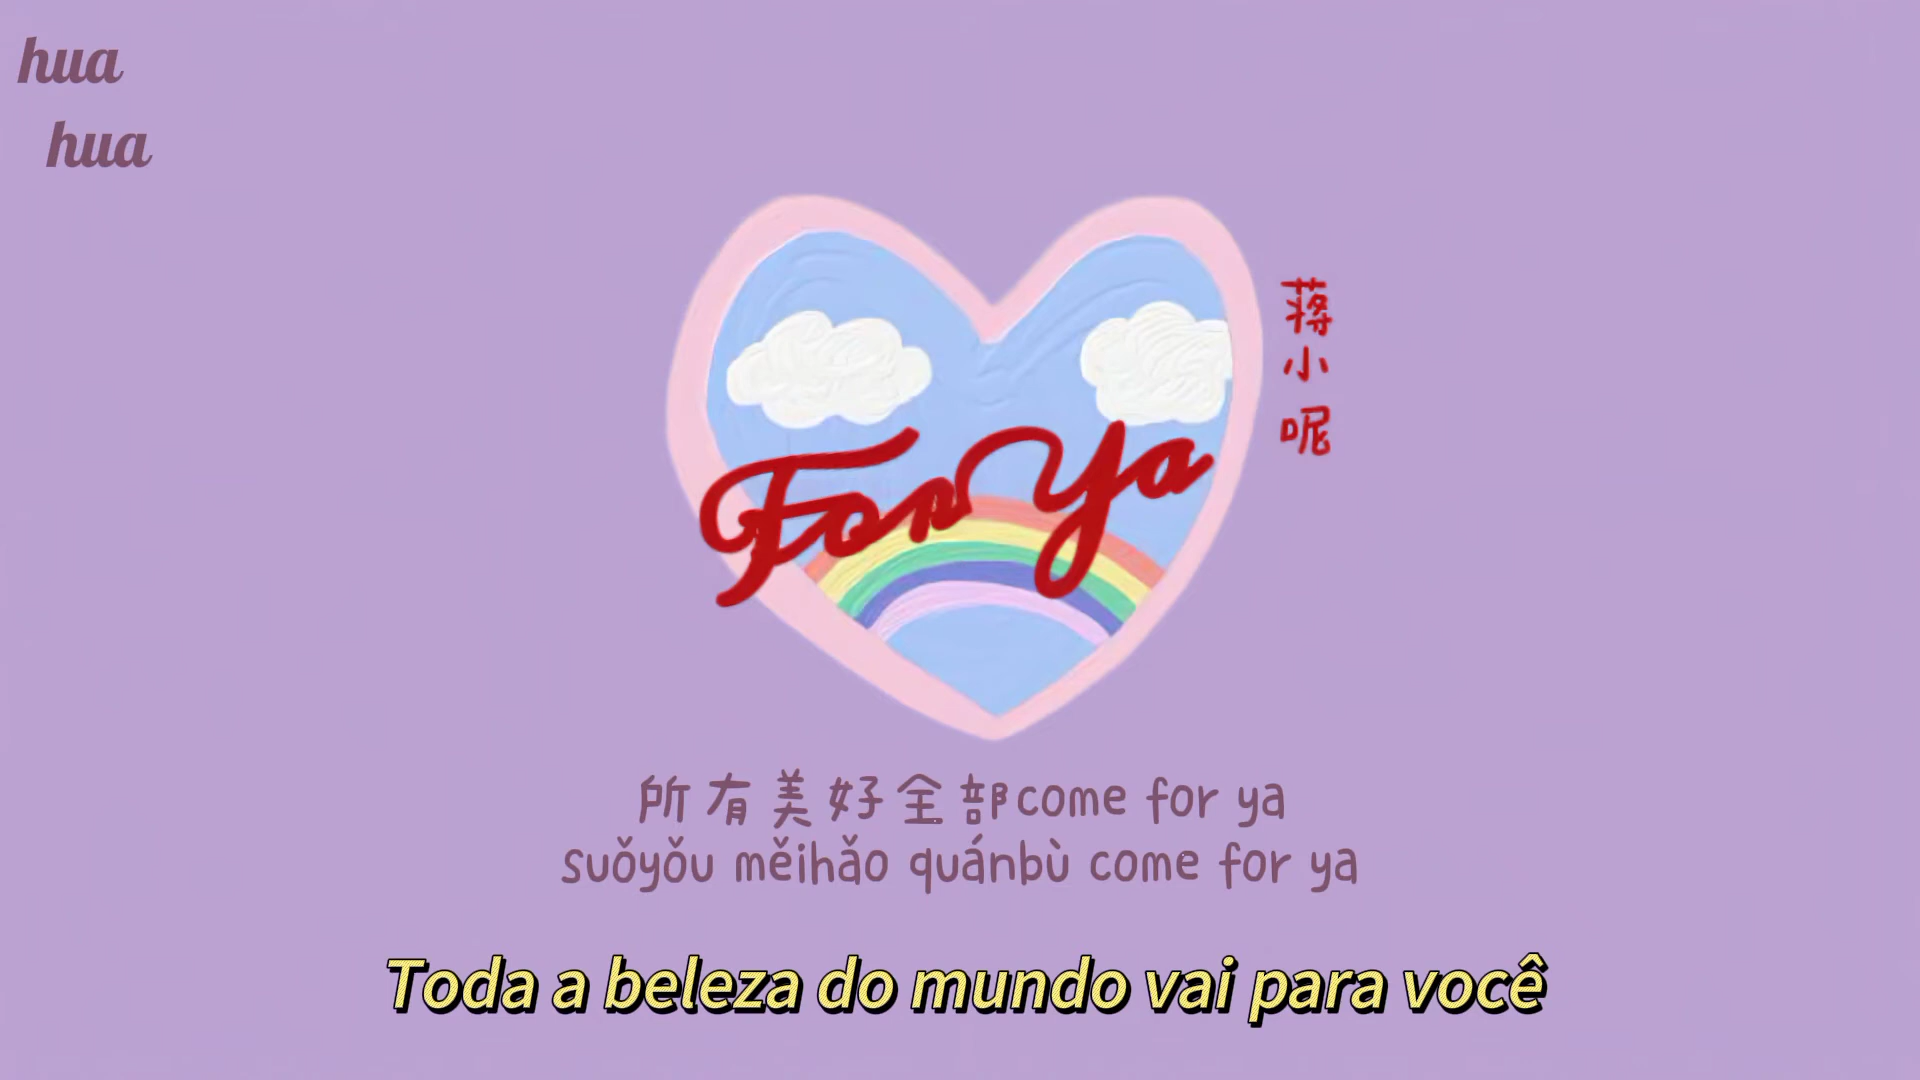 hua
hua
For Ya
蒋小呢
所有美好全部come for ya
suǒyǒu měihǎo quánbù come for ya
Toda a beleza do mundo vai para você